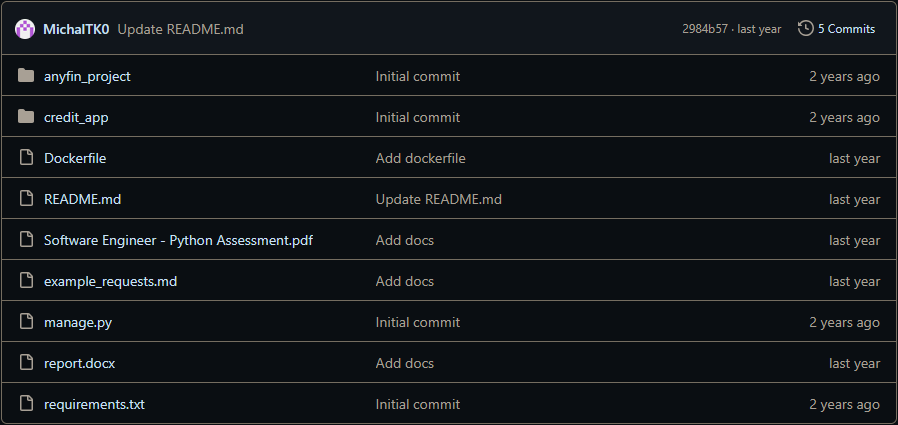 MichalTK0 Update README.md 2984b57 · last year 5 Commits
anyfin_project Initial commit 2 years ago
credit_app Initial commit 2 years ago
Dockerfile Add dockerfile last year
README.md Update README.md last year
Software Engineer - Python Assessment.pdf Add docs last year
example_requests.md Add docs last year
manage.py Initial commit 2 years ago
report.docx Add docs last year
requirements.txt Initial commit 2 years ago